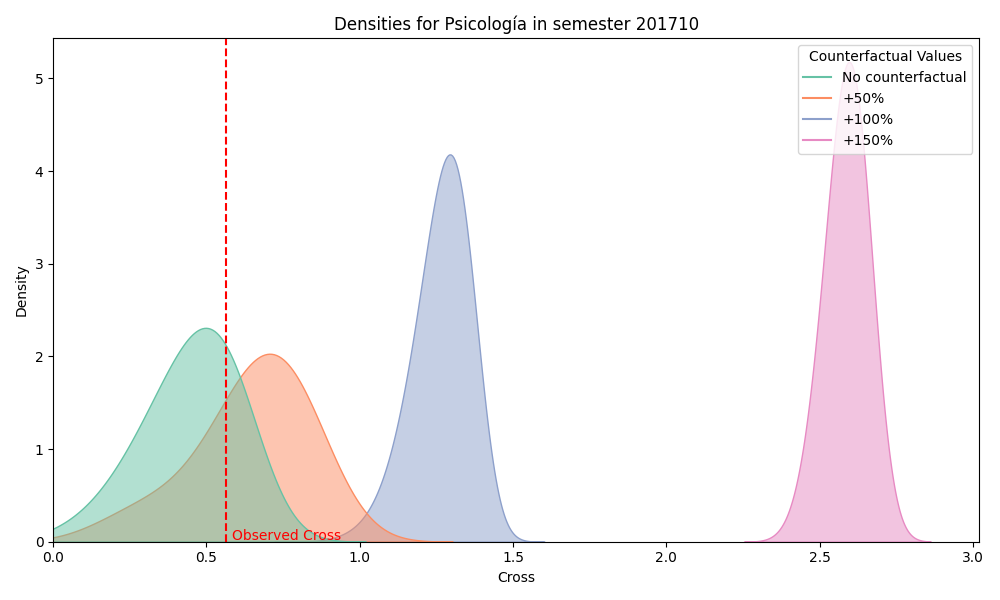 Densities for Psicología in semester 201710
Counterfactual Values
No counterfactual
+50%
+100%
+150%
Density
5
4
3
2
1
0
Observed Cross
0.0 0.5 1.0 1.5 2.0 2.5 3.0
Cross